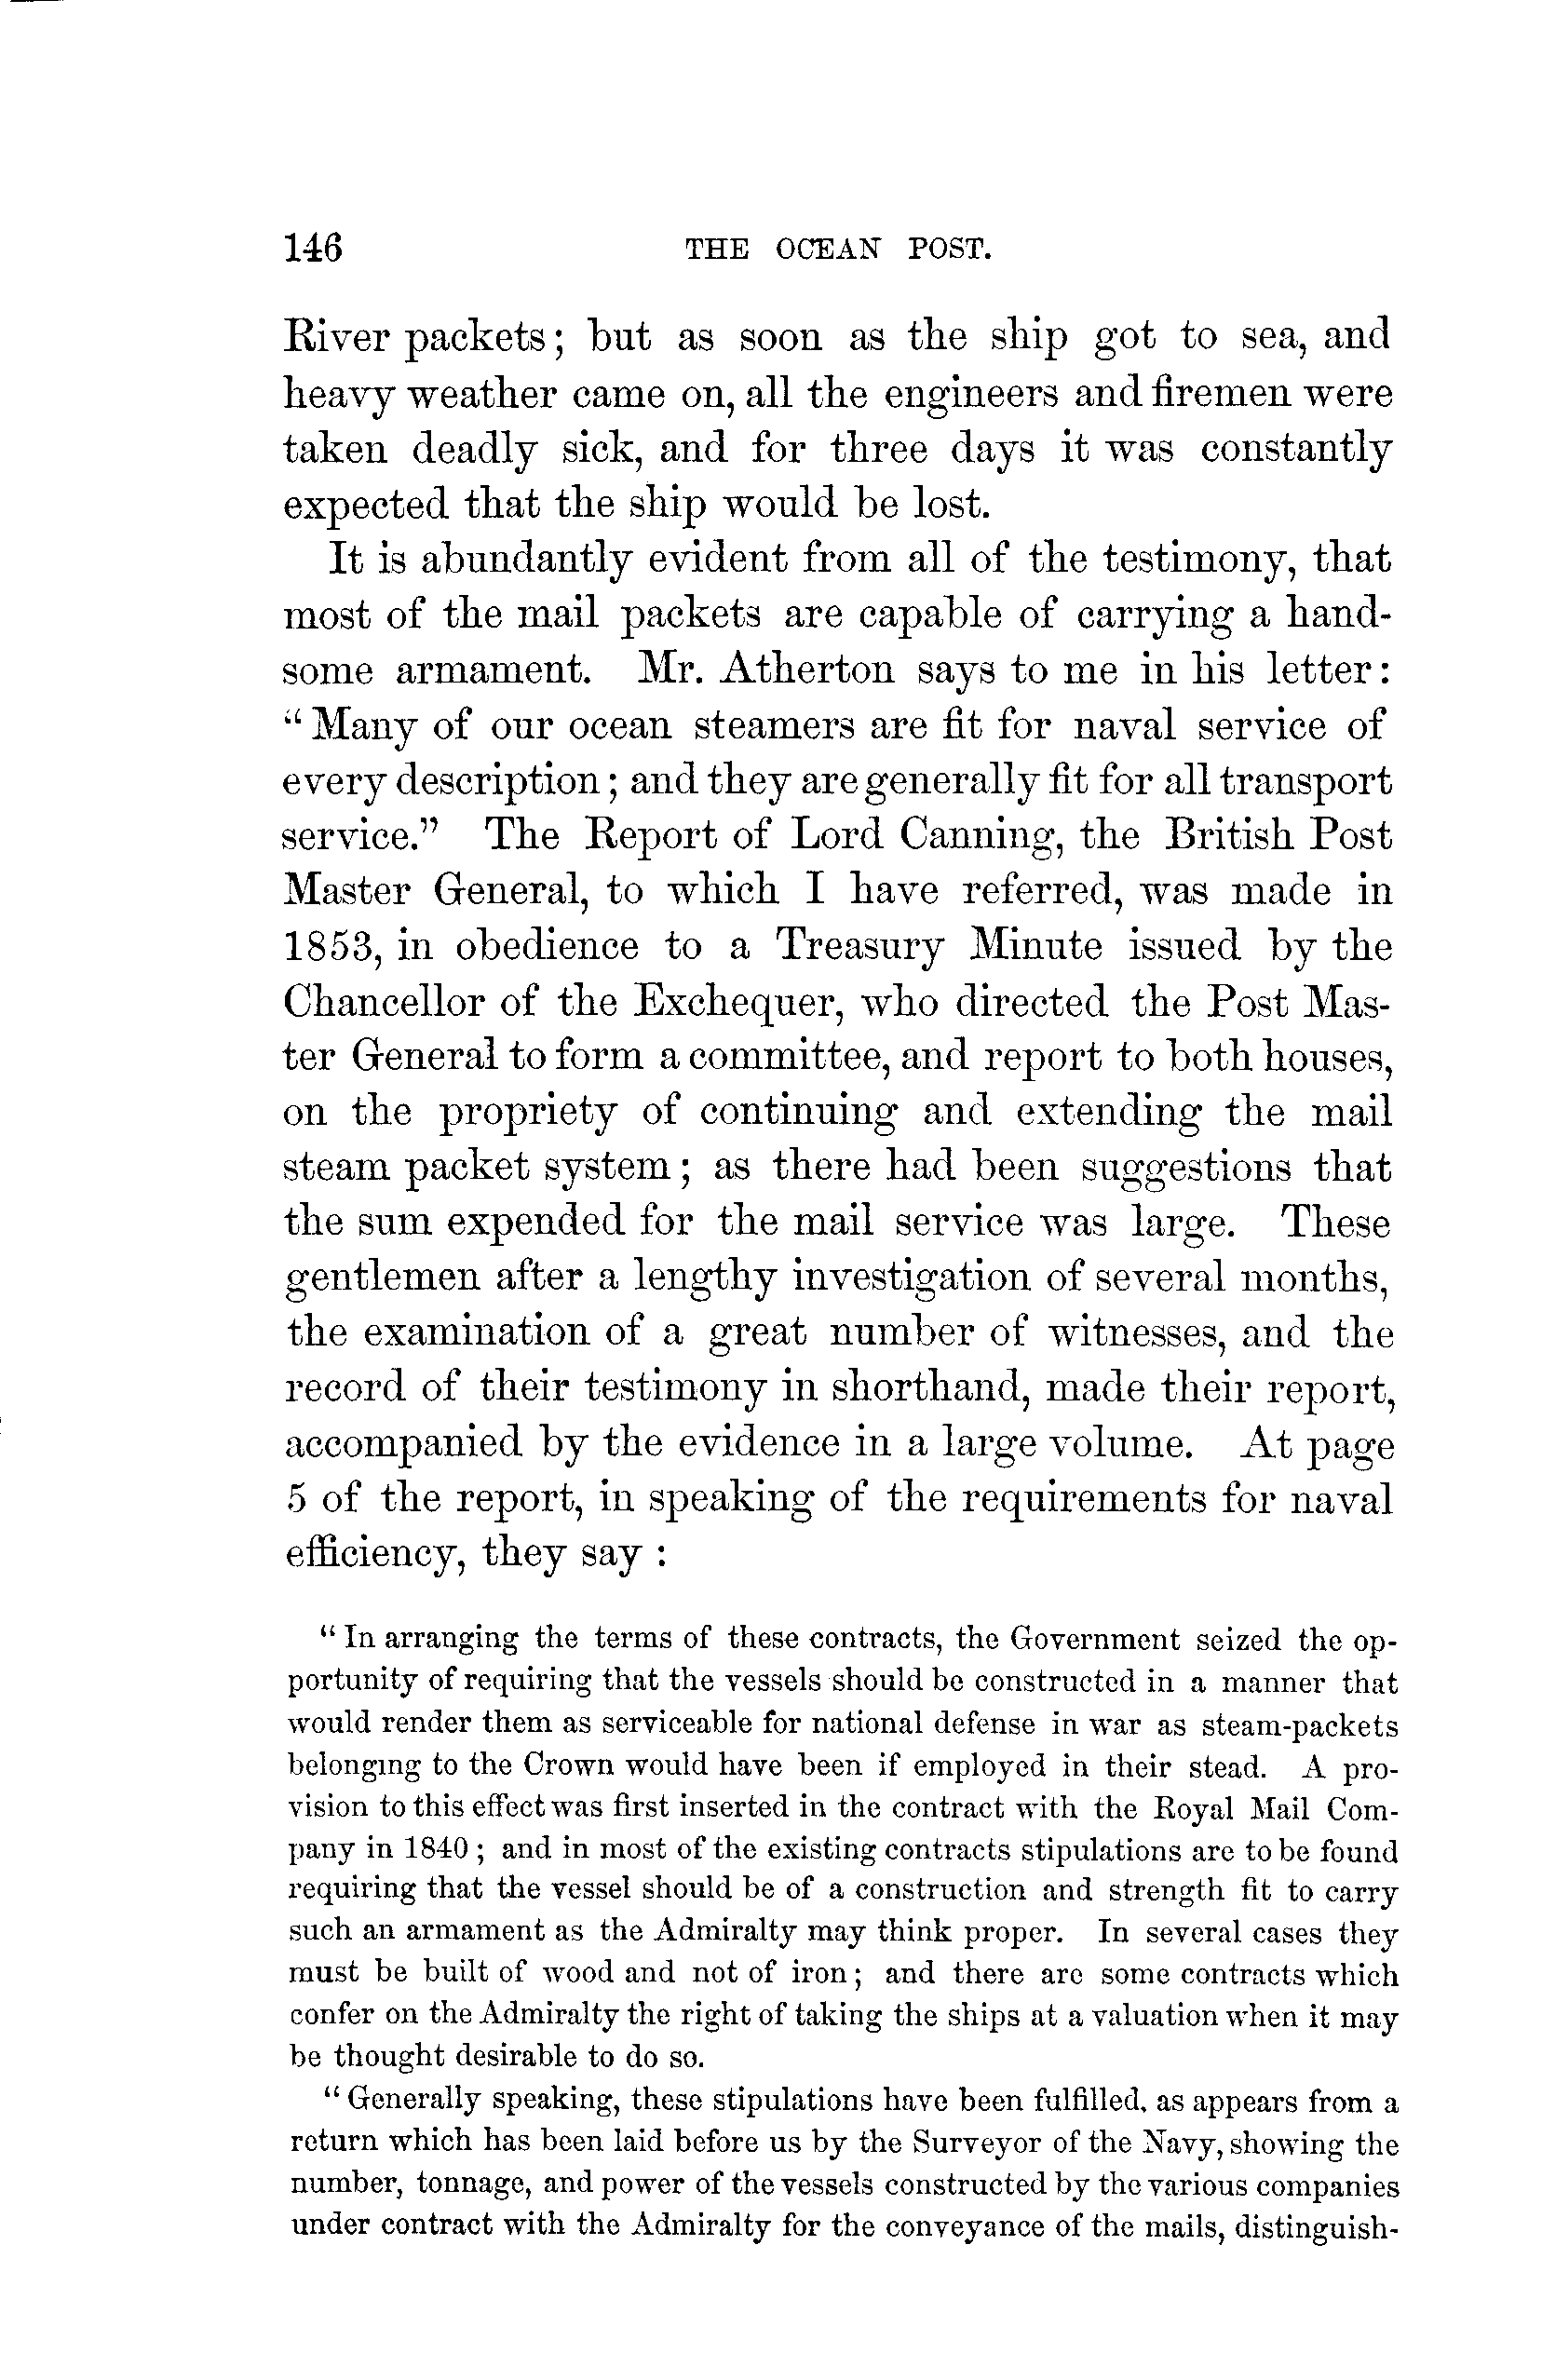 146 THE OCEAN POST.
River packets; but as soon as the ship got to sea, and
heavy weather came on, all the engineers and firemen were
taken deadly sick, and for three days it was constantly
expected that the ship would be lost.
It is abundantly evident from all of the testimony, that
most of the mail packets are capable of carrying a hand-
some armament. Mr. Atherton says to me in his letter:
“Many of our ocean steamers are fit for naval service of
every description; and they are generally fit for all transport
service.” The Report of Lord Canning, the British Post
Master General, to which I have referred, was made in
1853, in obedience to a Treasury Minute issued by the
Chancellor of the Exchequer, who directed the Post Mas-
ter General to form a committee, and report to both houses,
on the propriety of continuing and extending the mail
steam packet system; as there had been suggestions that
the sum expended for the mail service was large. These
gentlemen after a lengthy investigation of several months,
the examination of a great number of witnesses, and the
record of their testimony in shorthand, made their report,
accompanied by the evidence in a large volume. At page
5 of the report, in speaking of the requirements for naval
efficiency, they say :
“In arranging the terms of these contracts, the Government seized the op-
portunity of requiring that the vessels should be constructed in a manner that
would render them as serviceable for national defense in war as steam-packets
belonging to the Crown would have been if employed in their stead. A pro-
vision to this effect was first inserted in the contract with the Royal Mail Com-
pany in 1840; and in most of the existing contracts stipulations are to be found
requiring that the vessel should be of a construction and strength fit to carry
such an armament as the Admiralty may think proper. In several cases they
must be built of wood and not of iron; and there are some contracts which
confer on the Admiralty the right of taking the ships at a valuation when it may
be thought desirable to do so.
“Generally speaking, these stipulations have been fulfilled, as appears from a
return which has been laid before us by the Surveyor of the Navy, showing the
number, tonnage, and power of the vessels constructed by the various companies
under contract with the Admiralty for the conveyance of the mails, distinguish-